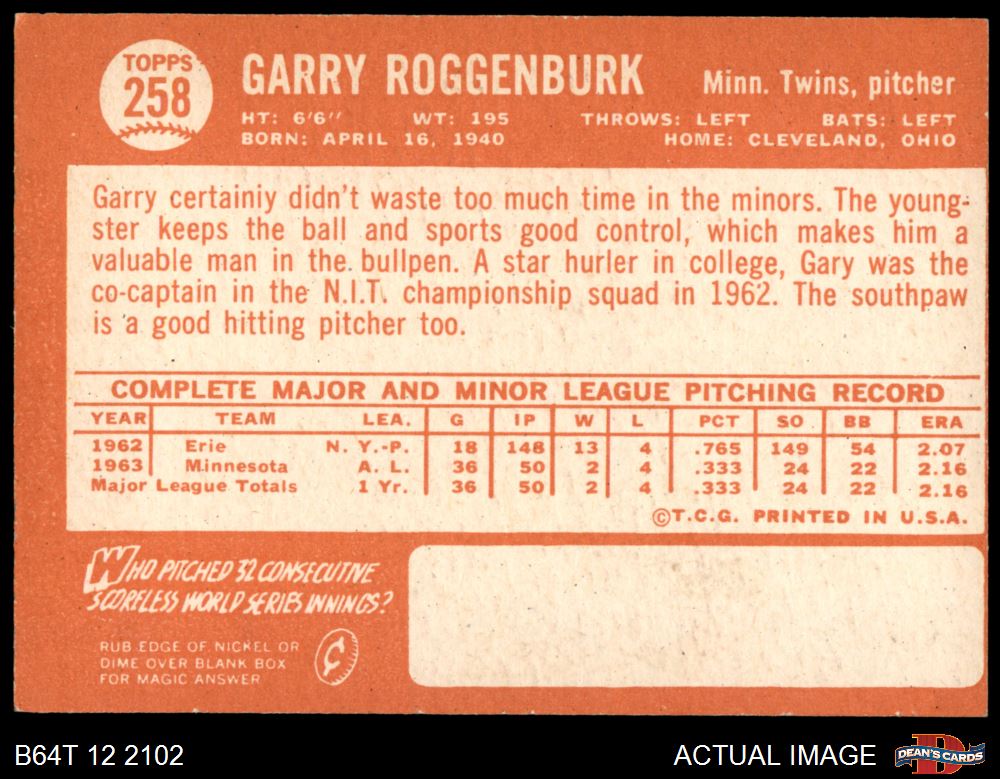 TOPPS
258
GARRY ROGGENBURK Minn. Twins, pitcher
HT: 6'6" WT: 195 THROWS: LEFT BATS: LEFT
BORN: APRIL 16, 1940 HOME: CLEVELAND, OHIO
Garry certainiy didn't waste too much time in the minors. The young-
ster keeps the ball and sports good control, which makes him a
valuable man in the. bullpen. A star hurler in college, Gary was the
co-captain in the N.I.T. championship squad in 1962. The southpaw
is a good hitting pitcher too.
COMPLETE MAJOR AND MINOR LEAGUE PITCHING RECORD
YEAR TEAM LEA. G IP W L PCT SO BB ERA
1962 Erie N. Y.-P. 18 148 13 4 .765 149 54 2.07
1963 Minnesota A. L. 36 50 2 4 .333 24 22 2.16
Major League Totals 1 Yr. 36 50 2 4 .333 24 22 2.16
©T.C.G. PRINTED IN U.S.A.
WHO PITCHED 32 CONSECUTIVE
SCORELESS WORLD SERIES INNINGS?
RUB EDGE OF NICKEL OR
DIME OVER BLANK BOX
FOR MAGIC ANSWER
¢
B64T 12 2102 ACTUAL IMAGE DEAN'S CARDS